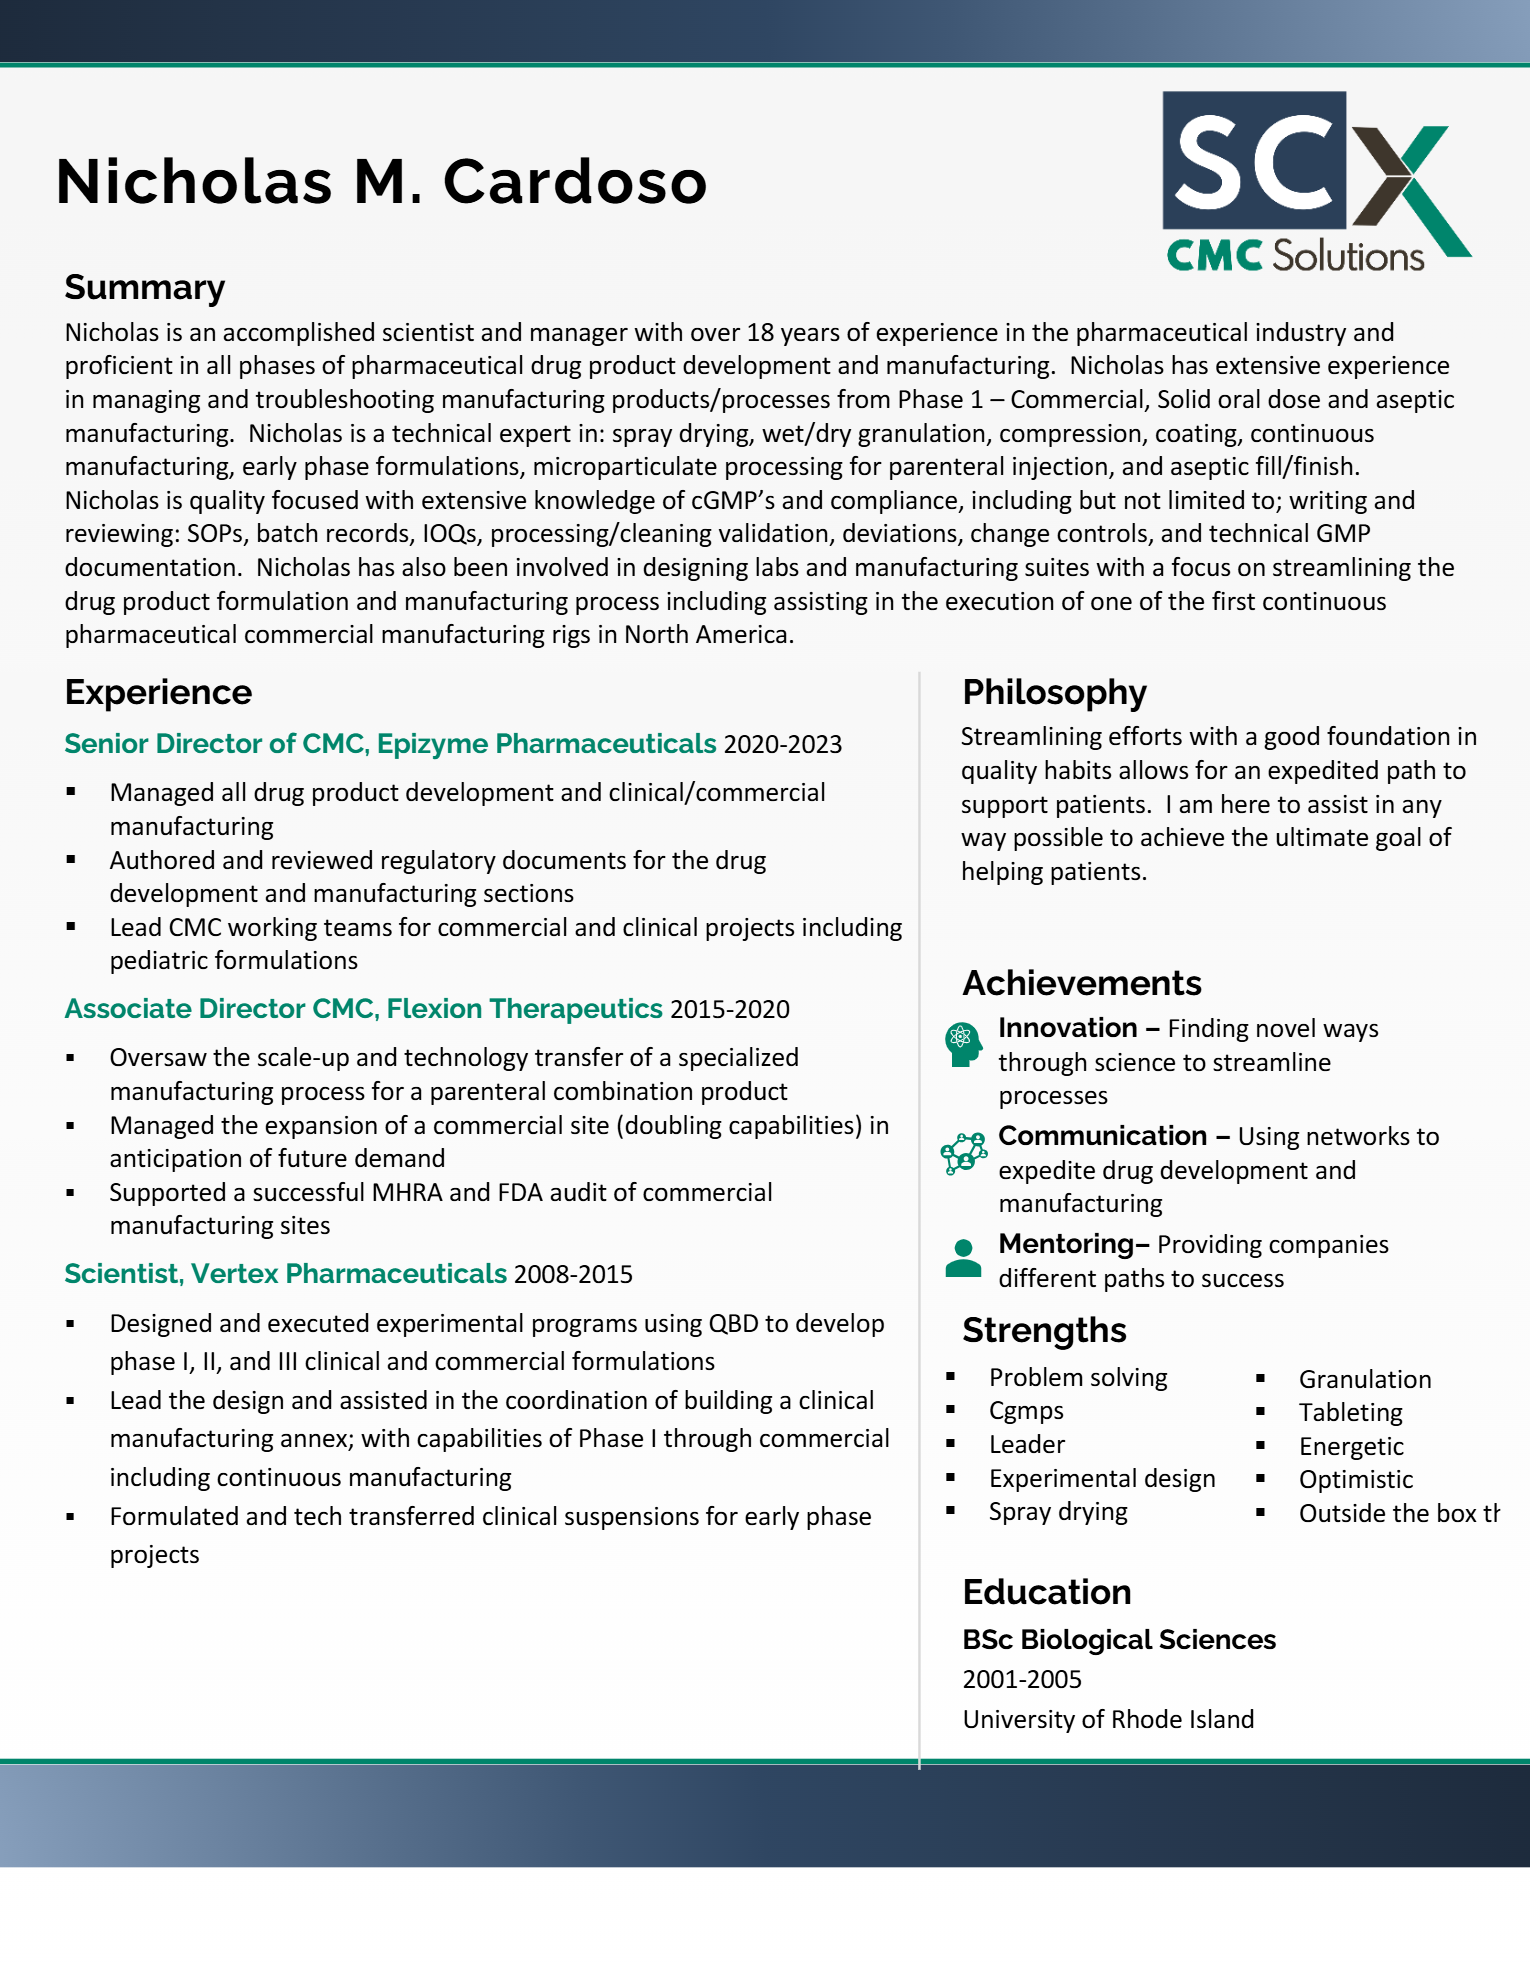 SCX
CMC Solutions
Nicholas M. Cardoso
Summary
Nicholas is an accomplished scientist and manager with over 18 years of experience in the pharmaceutical industry and
proficient in all phases of pharmaceutical drug product development and manufacturing.  Nicholas has extensive experience
in managing and troubleshooting manufacturing products/processes from Phase 1 – Commercial, Solid oral dose and aseptic
manufacturing.  Nicholas is a technical expert in: spray drying, wet/dry granulation, compression, coating, continuous
manufacturing, early phase formulations, microparticulate processing for parenteral injection, and aseptic fill/finish.
Nicholas is quality focused with extensive knowledge of cGMP’s and compliance, including but not limited to; writing and
reviewing: SOPs, batch records, IOQs, processing/cleaning validation, deviations, change controls, and technical GMP
documentation.  Nicholas has also been involved in designing labs and manufacturing suites with a focus on streamlining the
drug product formulation and manufacturing process including assisting in the execution of one of the first continuous
pharmaceutical commercial manufacturing rigs in North America.
Experience
Senior Director of CMC, Epizyme Pharmaceuticals 2020-2023
▪ Managed all drug product development and clinical/commercial
manufacturing
▪ Authored and reviewed regulatory documents for the drug
development and manufacturing sections
▪ Lead CMC working teams for commercial and clinical projects including
pediatric formulations
Associate Director CMC, Flexion Therapeutics 2015-2020
▪ Oversaw the scale-up and technology transfer of a specialized
manufacturing process for a parenteral combination product
▪ Managed the expansion of a commercial site (doubling capabilities) in
anticipation of future demand
▪ Supported a successful MHRA and FDA audit of commercial
manufacturing sites
Scientist, Vertex Pharmaceuticals 2008-2015
▪ Designed and executed experimental programs using QBD to develop
phase I, II, and III clinical and commercial formulations
▪ Lead the design and assisted in the coordination of building a clinical
manufacturing annex; with capabilities of Phase I through commercial
including continuous manufacturing
▪ Formulated and tech transferred clinical suspensions for early phase
projects
Philosophy
Streamlining efforts with a good foundation in
quality habits allows for an expedited path to
support patients.  I am here to assist in any
way possible to achieve the ultimate goal of
helping patients.
Achievements
Innovation – Finding novel ways
through science to streamline
processes
Communication – Using networks to
expedite drug development and
manufacturing
Mentoring– Providing companies
different paths to success
Strengths
▪ Problem solving
▪ Cgmps
▪ Leader
▪ Experimental design
▪ Spray drying
▪ Granulation
▪ Tableting
▪ Energetic
▪ Optimistic
▪ Outside the box
Education
BSc Biological Sciences
2001-2005
University of Rhode Island